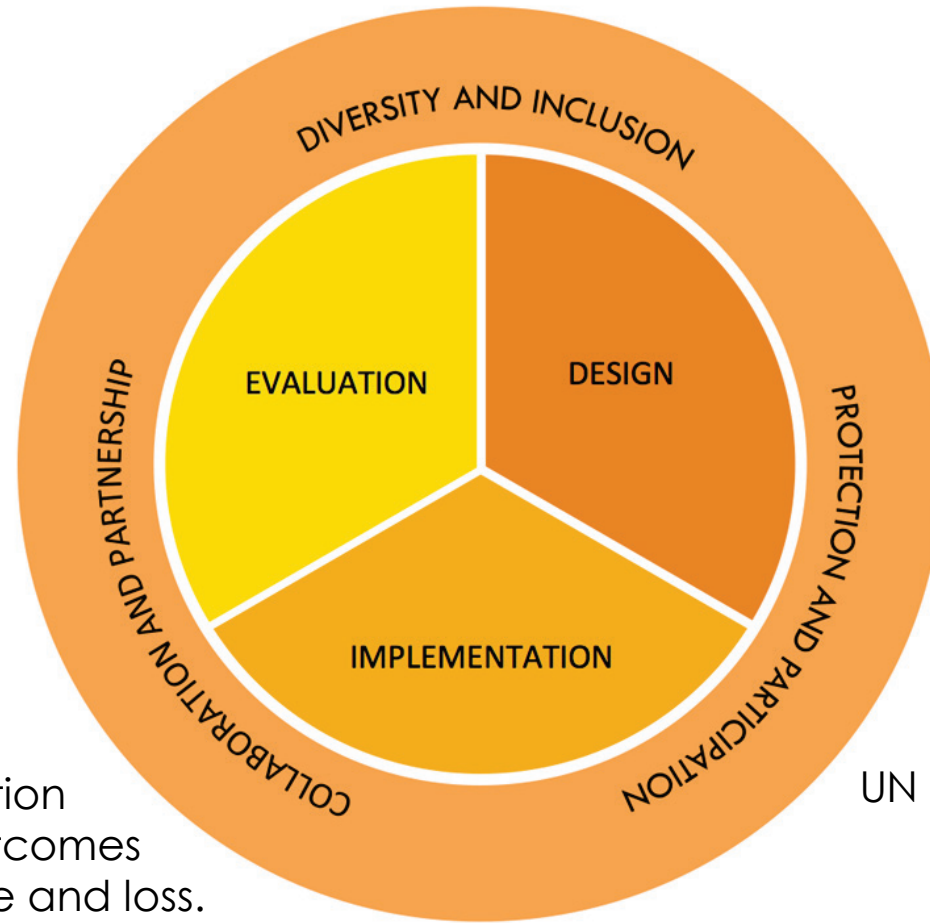 DIVERSITY AND INCLUSION
EVALUATION
DESIGN
COLLABORATION AND PARTNERSHIP
PROTECTION AND PARTICIPATION
IMPLEMENTATION
UN
and loss.